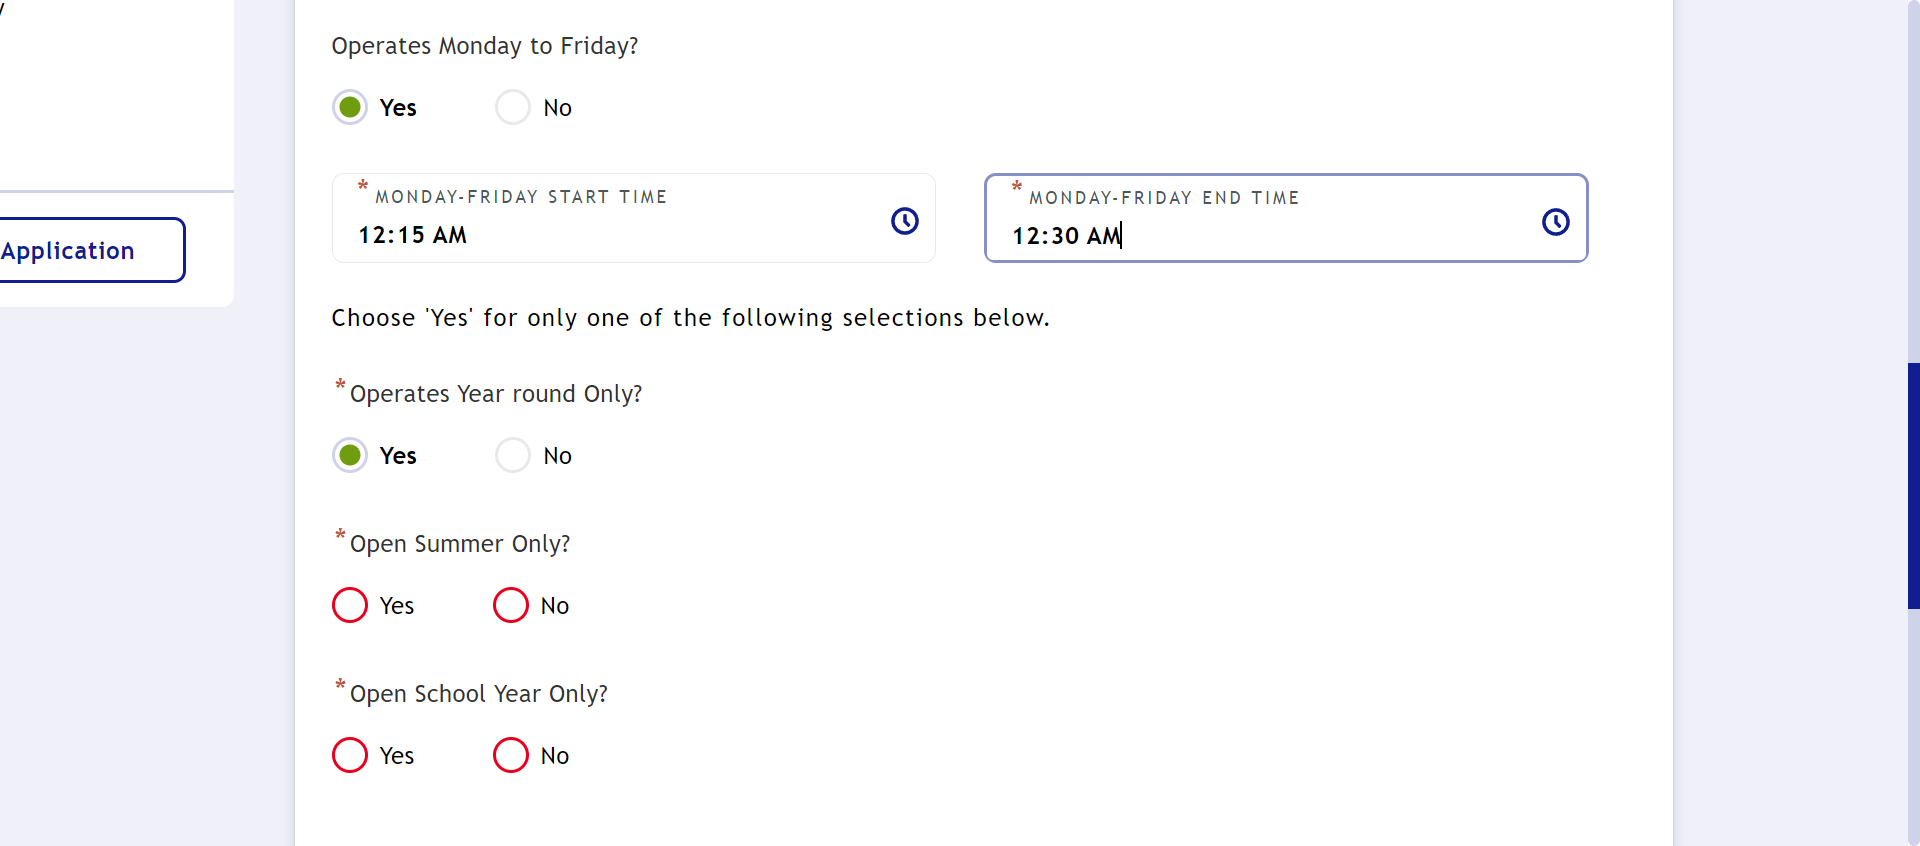 Operates Monday to Friday?
Yes No
* MONDAY-FRIDAY START TIME
12:15 AM
* MONDAY-FRIDAY END TIME
12:30 AM
Application
Choose 'Yes' for only one of the following selections below.
* Operates Year round Only?
Yes No
* Open Summer Only?
Yes No
* Open School Year Only?
Yes No